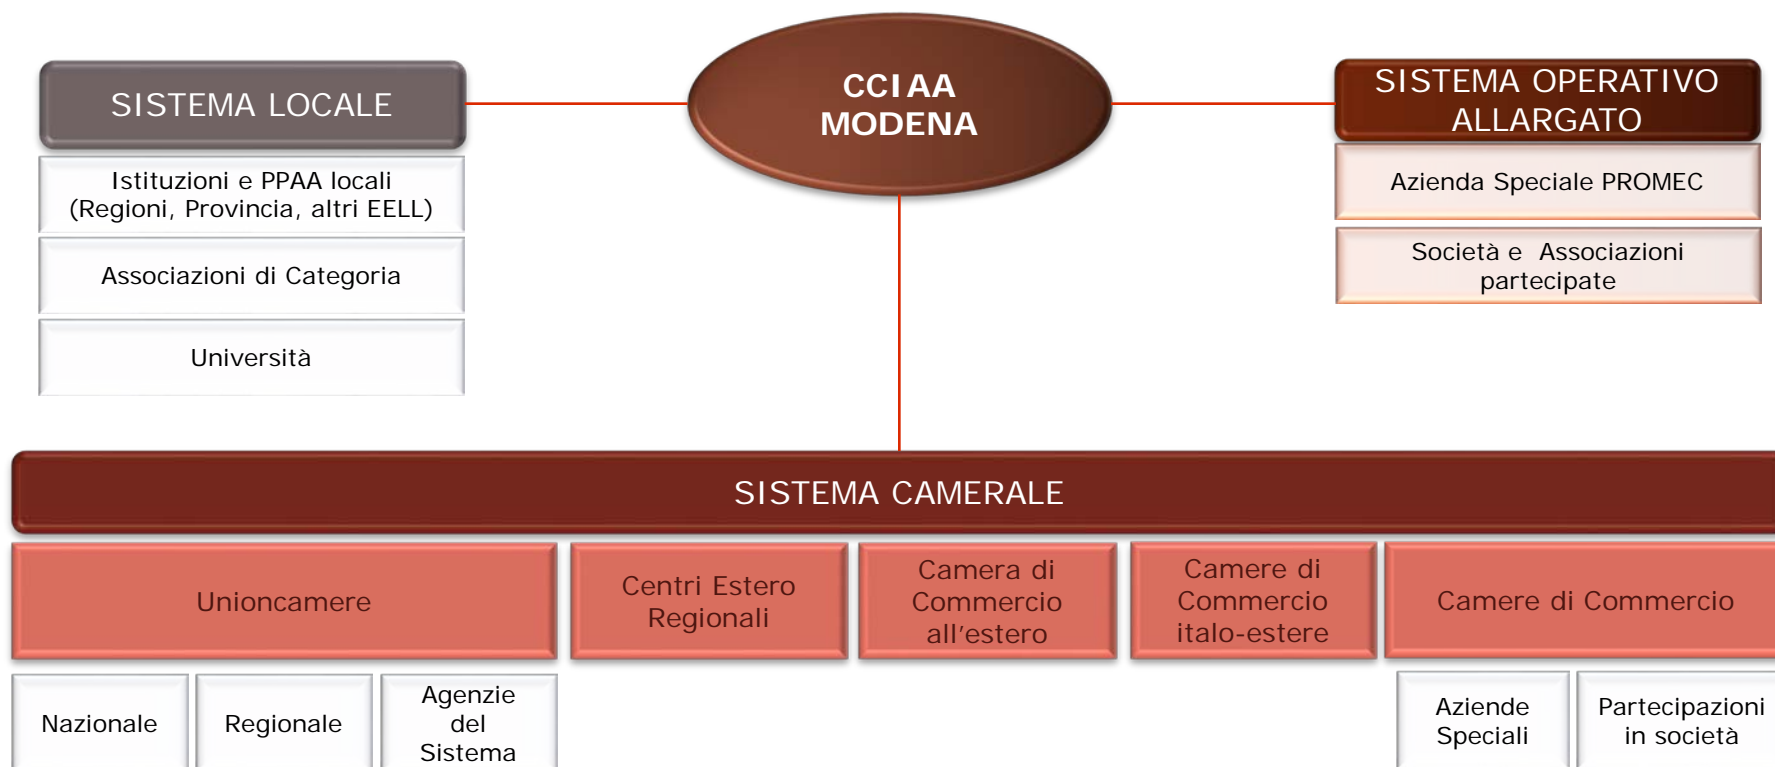 CCIAA
MODENA
SISTEMA LOCALE
Istituzioni e PPAA locali
(Regioni, Provincia, altri EELL)
Associazioni di Categoria
Università
SISTEMA OPERATIVO
ALLARGATO
Azienda Speciale PROMEC
Società e Associazioni
partecipate
SISTEMA CAMERALE
Unioncamere
Nazionale
Regionale
Agenzie
del
Sistema
Centri Estero
Regionali
Camera di
Commercio
all’estero
Camere di
Commercio
italo-estere
Camere di Commercio
Aziende
Speciali
Partecipazioni
in società